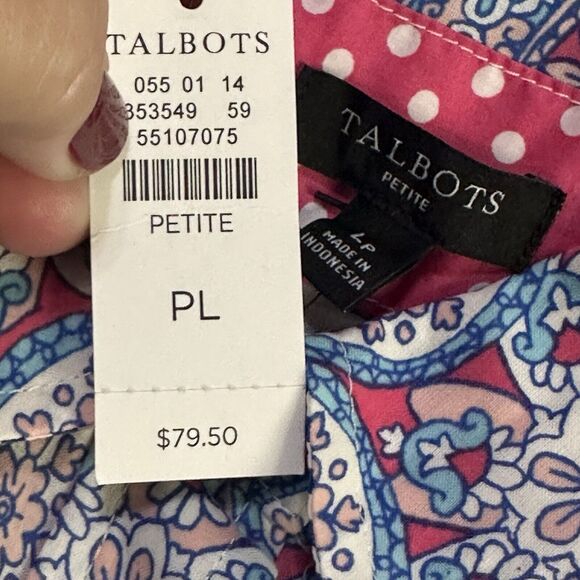 TALBOTS
055 01 14
353549 59
55107075
PETITE
PL
$79.50
TALBOTS
PETITE
LP
MADE IN
INDONESIA